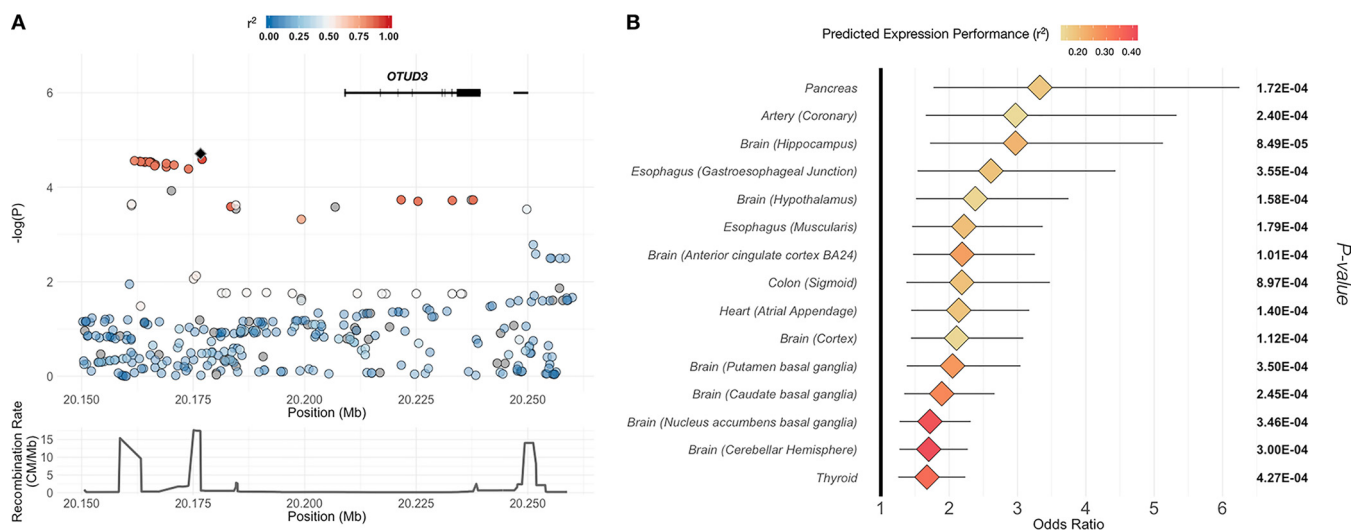 A
r²
0.00 0.25 0.50 0.75 1.00
OTUD3
-log(P)
6
4
2
0
20.150 20.175 20.200 20.225 20.250
Position (Mb)
Recombination Rate
(CM/Mb)
15
10
5
0
20.150 20.175 20.200 20.225 20.250
Position (Mb)
B
Predicted Expression Performance (r²)
0.20 0.30 0.40
Pancreas 1.72E-04
Artery (Coronary) 2.40E-04
Brain (Hippocampus) 8.49E-05
Esophagus (Gastroesophageal Junction) 3.55E-04
Brain (Hypothalamus) 1.58E-04
Esophagus (Muscularis) 1.79E-04
Brain (Anterior cingulate cortex BA24) 1.01E-04
Colon (Sigmoid) 8.97E-04
Heart (Atrial Appendage) 1.40E-04
Brain (Cortex) 1.12E-04
Brain (Putamen basal ganglia) 3.50E-04
Brain (Caudate basal ganglia) 2.45E-04
Brain (Nucleus accumbens basal ganglia) 3.46E-04
Brain (Cerebellar Hemisphere) 3.00E-04
Thyroid 4.27E-04
P-value
1 2 3 4 5 6
Odds Ratio